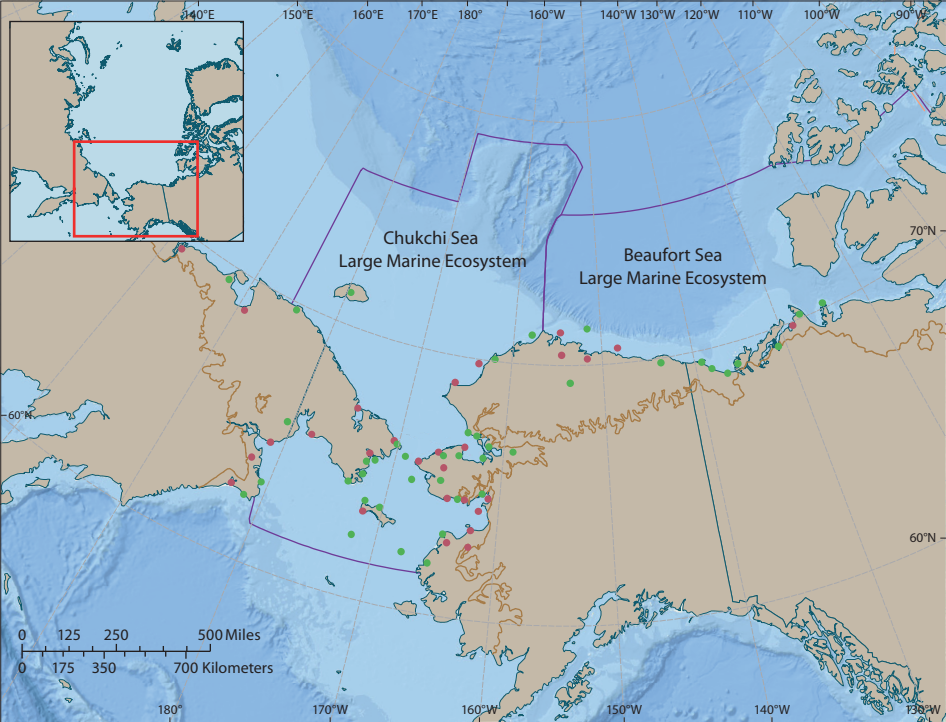 140°E 150°E 160°E 170°E 180° 160°W 150°W 140°W 130°W 120°W 110°W 100°W 90°W
70°N
Chukchi Sea
Large Marine Ecosystem
Beaufort Sea
Large Marine Ecosystem
60°N
60°N
0 125 250 500 Miles
0 175 350 700 Kilometers
180° 170°W 160°W 150°W 140°W 130°W